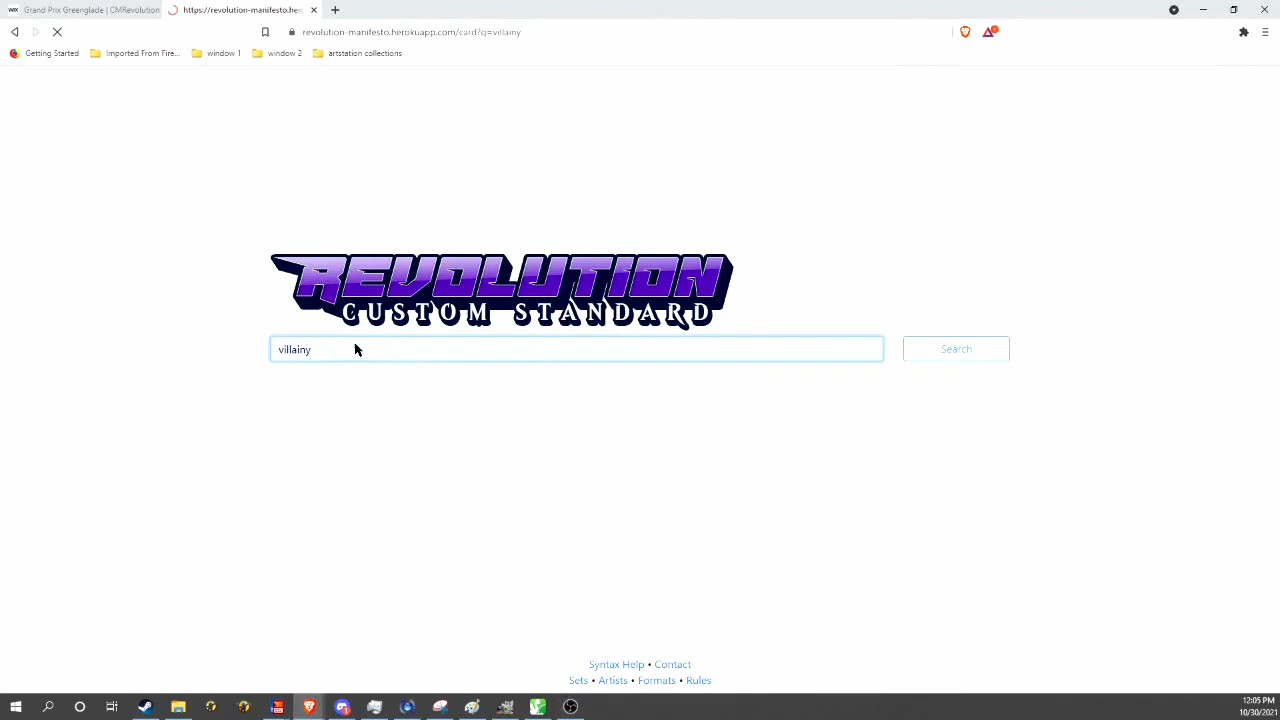 Grand Prix Greenglade | CMRevolution
https://revolution-manifesto.her
revolution-manifesto.herokuapp.com/card?q=villainy
Getting Started
Imported From Fire...
window 1
window 2
artstation collections
REVOLUTION
CUSTOM STANDARD
villainy
Search
Syntax Help • Contact
Sets • Artists • Formats • Rules
12:05 PM
10/30/2021